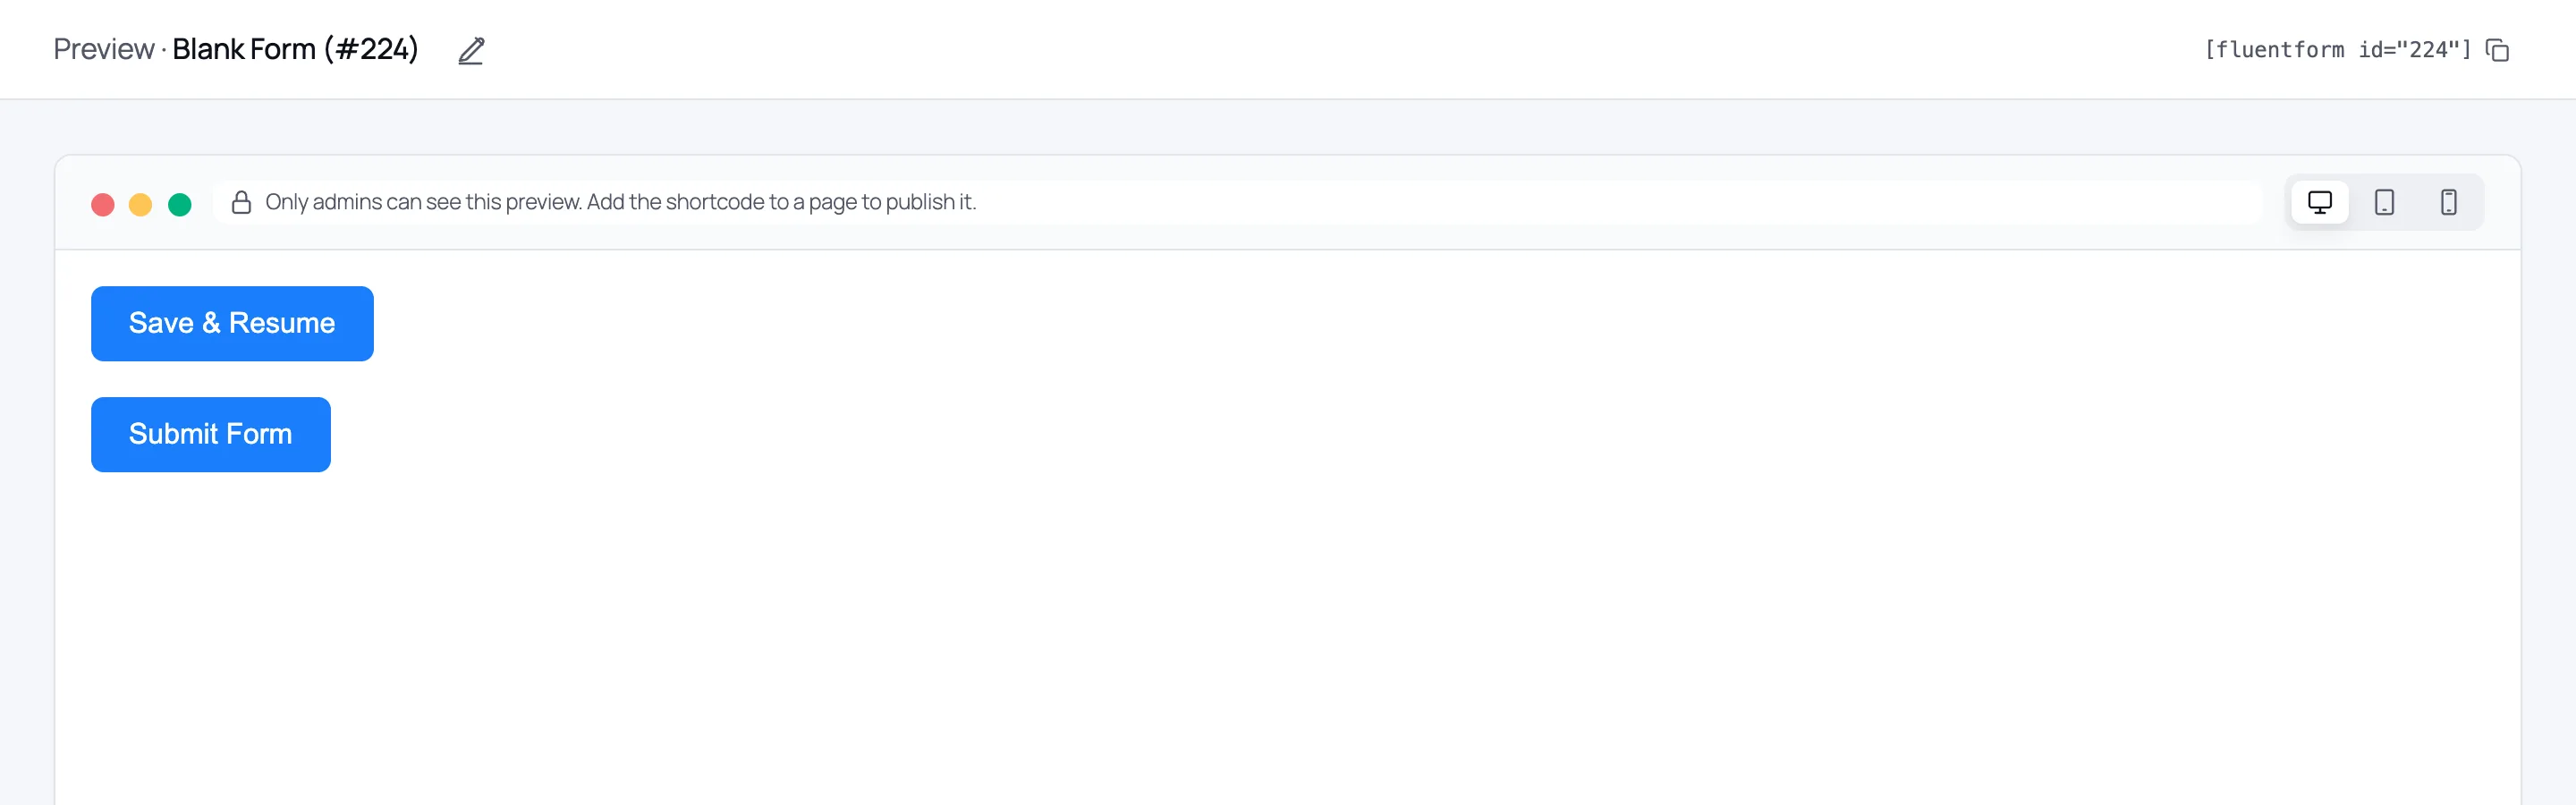 Preview · Blank Form (#224)
[fluentform id="224"]
Only admins can see this preview. Add the shortcode to a page to publish it.
Save & Resume
Submit Form